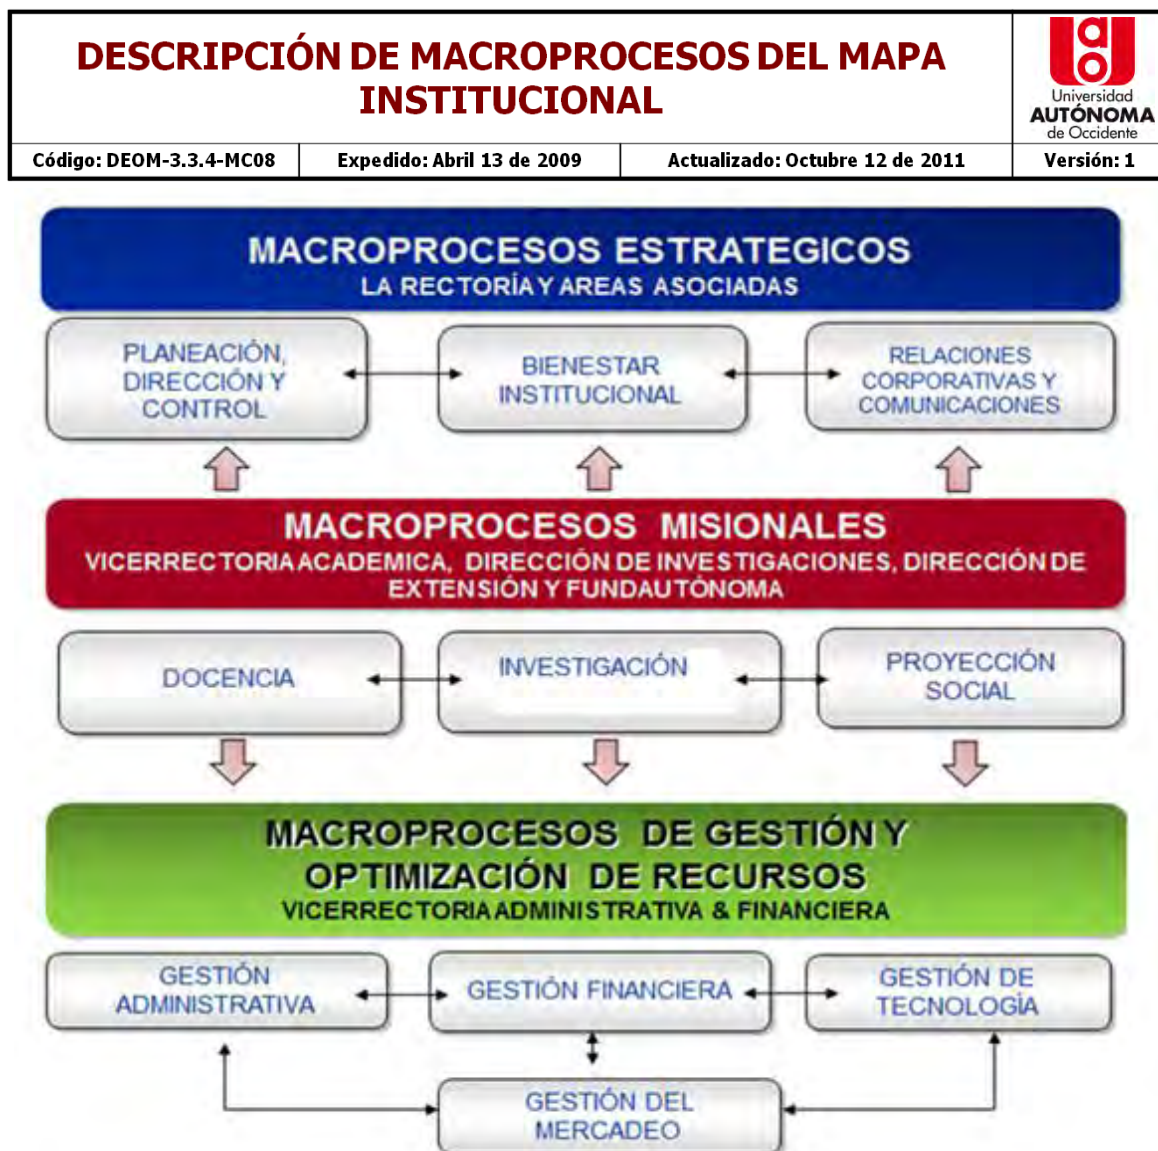 DESCRIPCIÓN DE MACROPROCESOS DEL MAPA
INSTITUCIONAL
uao
Universidad
AUTÓNOMA
de Occidente
Código: DEOM-3.3.4-MC08
Expedido: Abril 13 de 2009
Actualizado: Octubre 12 de 2011
Versión: 1
MACROPROCESOS ESTRATEGICOS
LA RECTORÍA Y AREAS ASOCIADAS
PLANEACIÓN,
DIRECCIÓN Y
CONTROL
BIENESTAR
INSTITUCIONAL
RELACIONES
CORPORATIVAS Y
COMUNICACIONES
MACROPROCESOS MISIONALES
VICERRECTORIA ACADEMICA, DIRECCIÓN DE INVESTIGACIONES, DIRECCIÓN DE
EXTENSIÓN Y FUNDAUTÓNOMA
DOCENCIA
INVESTIGACIÓN
PROYECCIÓN
SOCIAL
MACROPROCESOS DE GESTIÓN Y
OPTIMIZACIÓN DE RECURSOS
VICERRECTORIA ADMINISTRATIVA & FINANCIERA
GESTIÓN
ADMINISTRATIVA
GESTIÓN FINANCIERA
GESTIÓN DE
TECNOLOGÍA
GESTIÓN DEL
MERCADEO